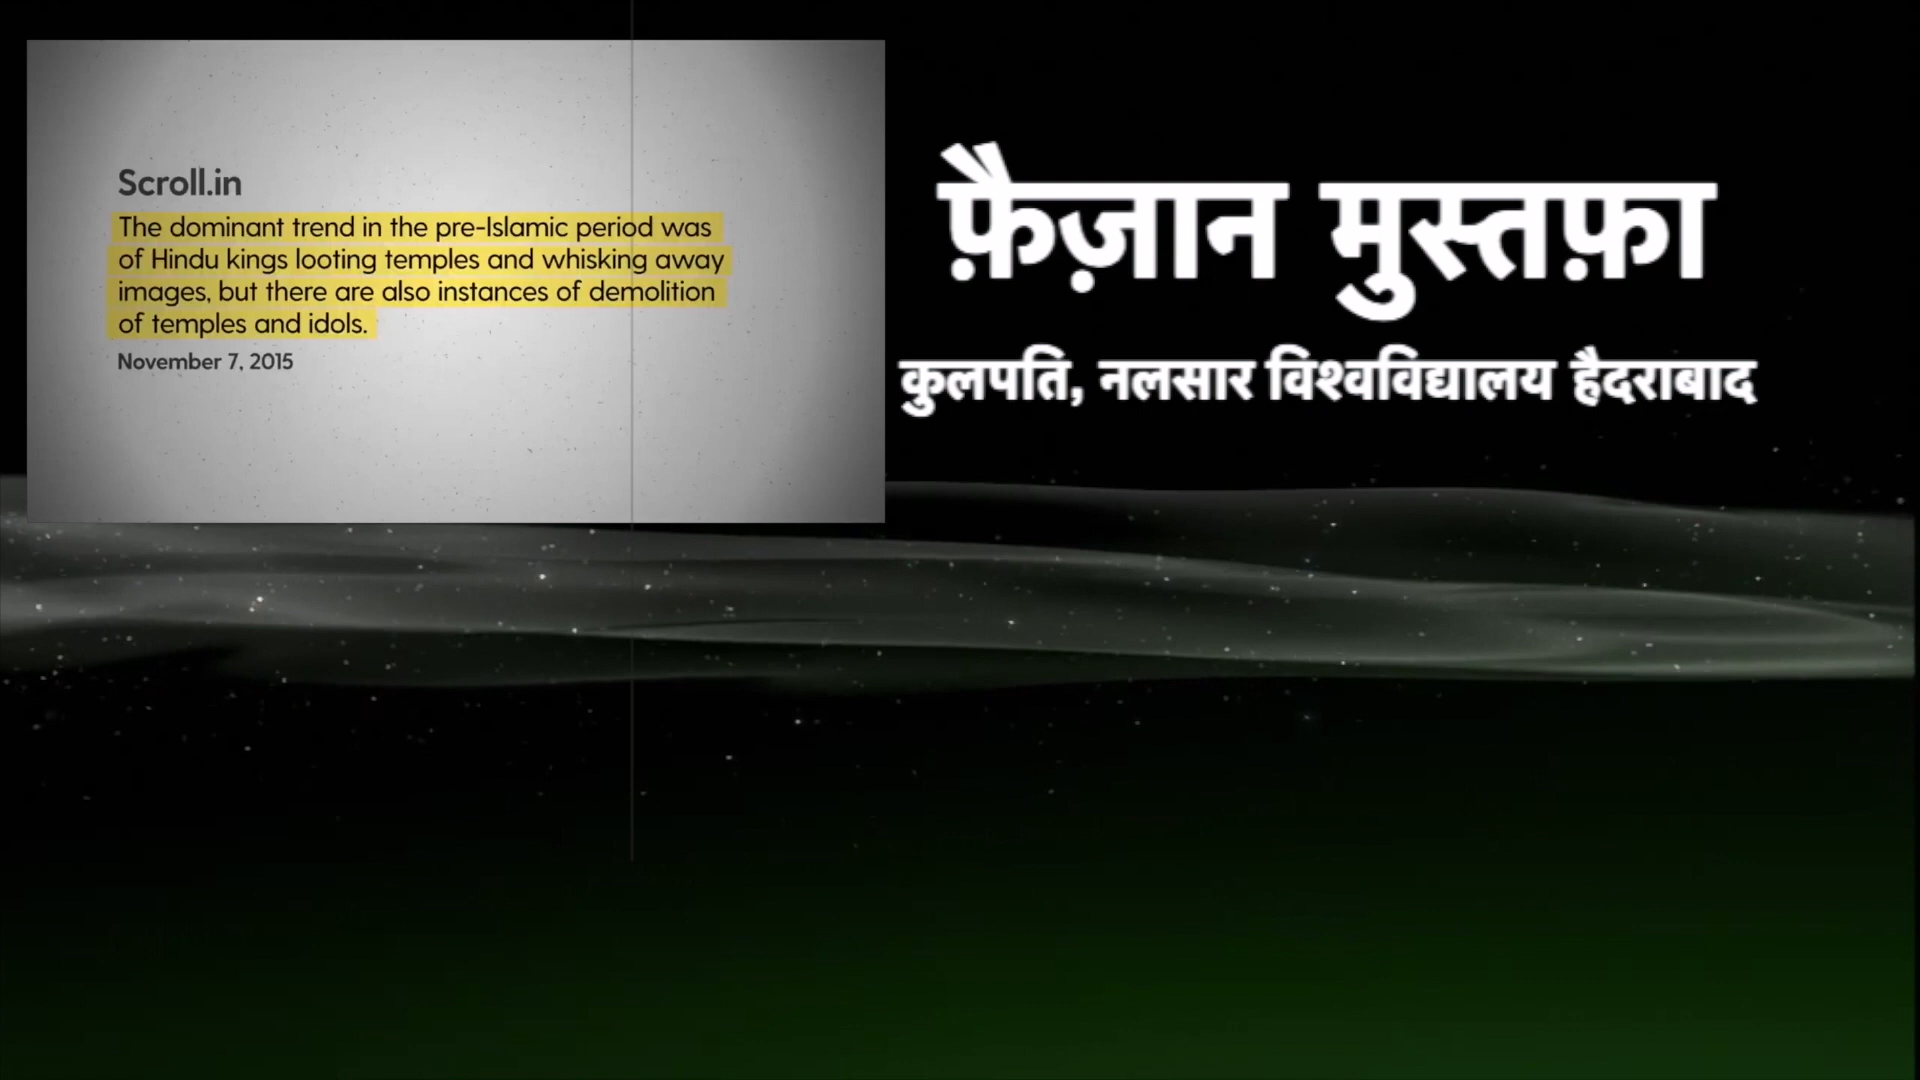 Scroll.in
The dominant trend in the pre-Islamic period was
of Hindu kings looting temples and whisking away
images, but there are also instances of demolition
of temples and idols.
November 7, 2015
फ़ैज़ान मुस्तफ़ा
कुलपति, नलसार विश्वविद्यालय हैदराबाद